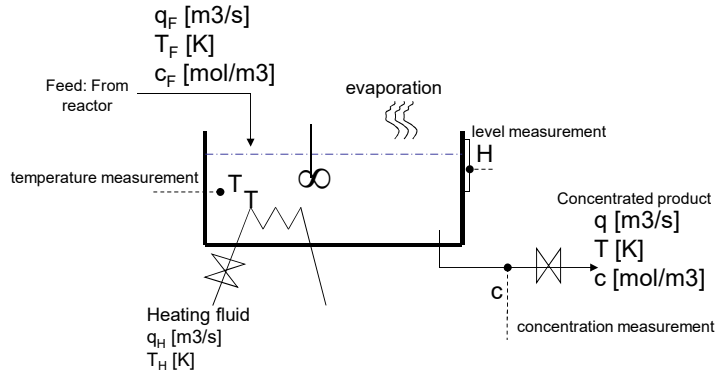 q_F [m3/s]
T_F [K]
c_F [mol/m3]
Feed: From
reactor
evaporation
level measurement
H
temperature measurement
T
T
Concentrated product
q [m3/s]
T [K]
c [mol/m3]
c
concentration measurement
Heating fluid
q_H [m3/s]
T_H [K]